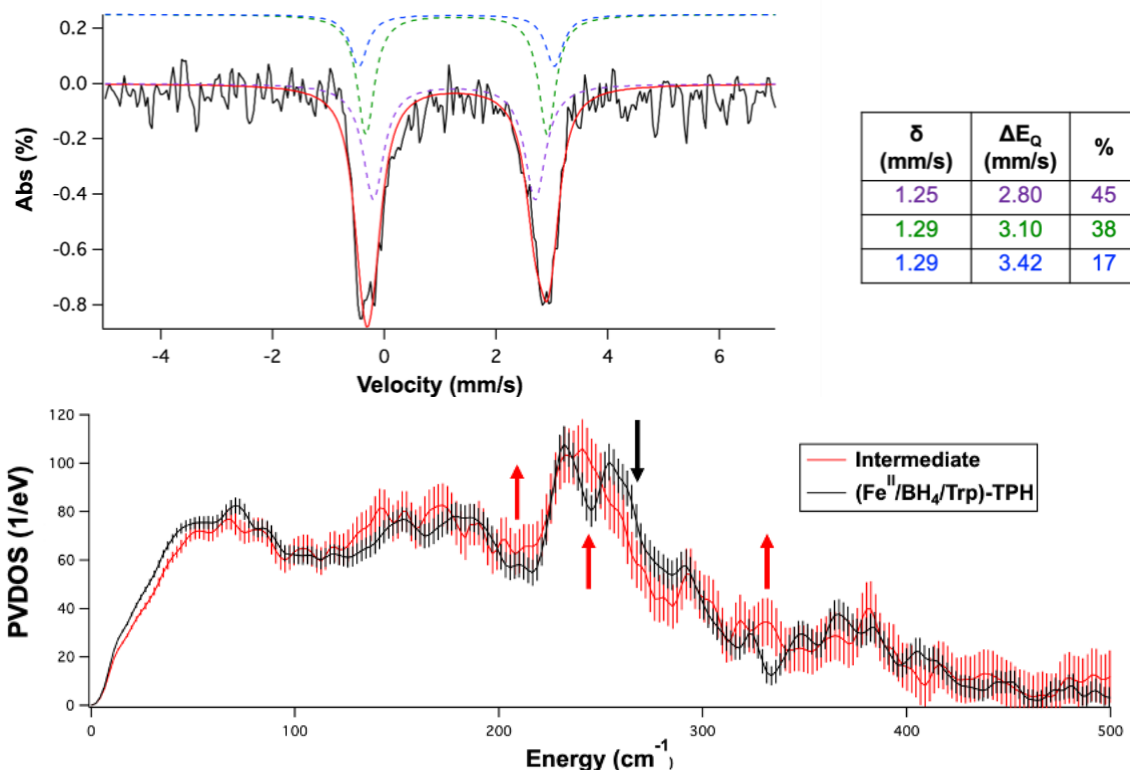 0.2
0.0
-0.2
-0.4
-0.6
-0.8
Abs (%)
-4 -2 0 2 4 6
Velocity (mm/s)
δ (mm/s) ΔE_Q (mm/s) %
1.25 2.80 45
1.29 3.10 38
1.29 3.42 17
120
100
80
60
40
20
0
PVDOS (1/eV)
Intermediate
(Fe^II/BH₄/Trp)-TPH
0 100 200 300 400 500
Energy (cm⁻¹)